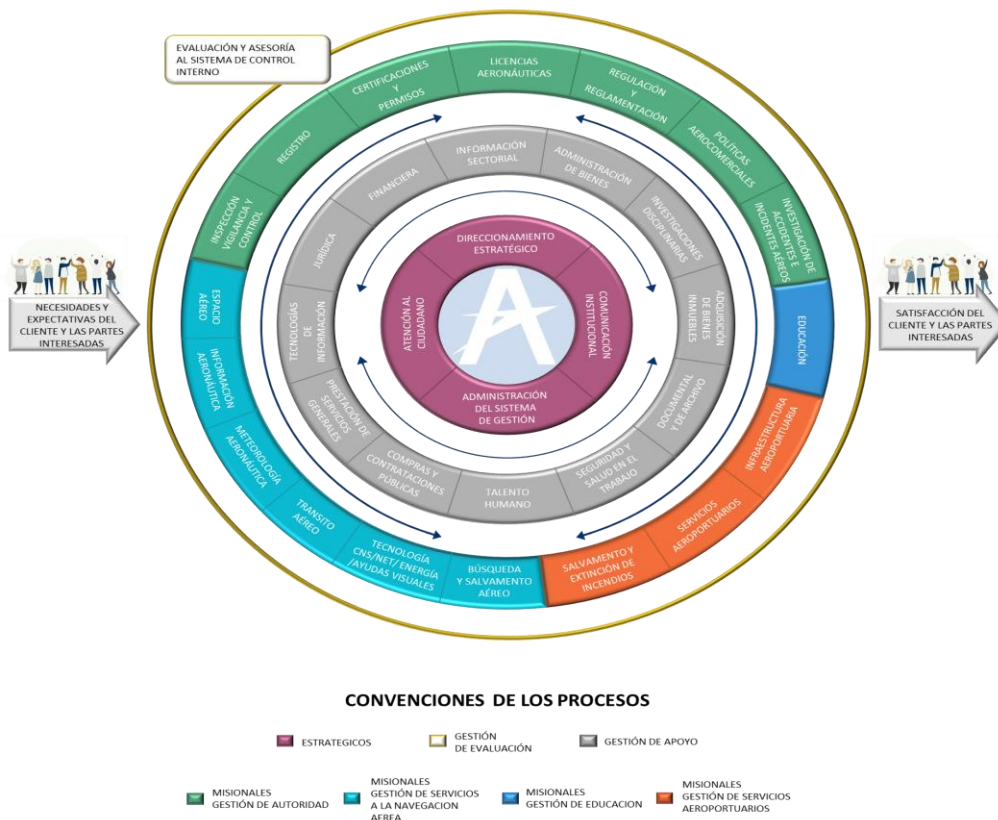 EVALUACIÓN Y ASESORÍA
AL SISTEMA DE CONTROL
INTERNO
NECESIDADES Y
EXPECTATIVAS DEL
CLIENTE Y LAS PARTES
INTERESADAS
SATISFACCIÓN DEL
CLIENTE Y LAS PARTES
INTERESADAS
INSPECCIÓN
VIGILANCIA Y
CONTROL
REGISTRO
CERTIFICACIONES
Y
PERMISOS
LICENCIAS
AERONÁUTICAS
REGULACIÓN
Y
REGLAMENTACIÓN
POLÍTICAS
AEROCOMERCIALES
INVESTIGACIÓN DE
ACCIDENTES E
INCIDENTES AÉREOS
EDUCACIÓN
INFRAESTRUCTURA
AEROPORTUARIA
SERVICIOS
AEROPORTUARIOS
SALVAMENTO Y
EXTINCIÓN DE
INCENDIOS
BÚSQUEDA
Y SALVAMENTO
AÉREO
TECNOLOGÍA
CNS/NET/ ENERGÍA
/AYUDAS VISUALES
TRANSITO
AÉREO
METEOROLOGÍA
AERONÁUTICA
INFORMACIÓN
AERONÁUTICA
ESPACIO
AÉREO
INFORMACIÓN
SECTORIAL
ADMINISTRACIÓN
DE BIENES
INVESTIGACIONES
DISCIPLINARIAS
ADQUISICIÓN
DE BIENES
INMUEBLES
DOCUMENTAL
Y DE ARCHIVO
SEGURIDAD Y
SALUD EN EL
TRABAJO
TALENTO
HUMANO
COMPRAS Y
CONTRATACIONES
PÚBLICAS
PRESTACIÓN DE
SERVICIOS
GENERALES
TECNOLOGÍAS
DE
INFORMACIÓN
JURÍDICA
FINANCIERA
DIRECCIONAMIENTO
ESTRATÉGICO
COMUNICACIÓN
INSTITUCIONAL
ADMINISTRACIÓN
DEL SISTEMA
DE GESTIÓN
ATENCIÓN AL
CIUDADANO
A
CONVENCIONES DE LOS PROCESOS
ESTRATEGICOS
GESTIÓN
DE EVALUACIÓN
GESTIÓN DE APOYO
MISIONALES
GESTIÓN DE AUTORIDAD
MISIONALES
GESTIÓN DE SERVICIOS
A LA NAVEGACION
AEREA
MISIONALES
GESTIÓN DE EDUCACION
MISIONALES
GESTIÓN DE SERVICIOS
AEROPORTUARIOS